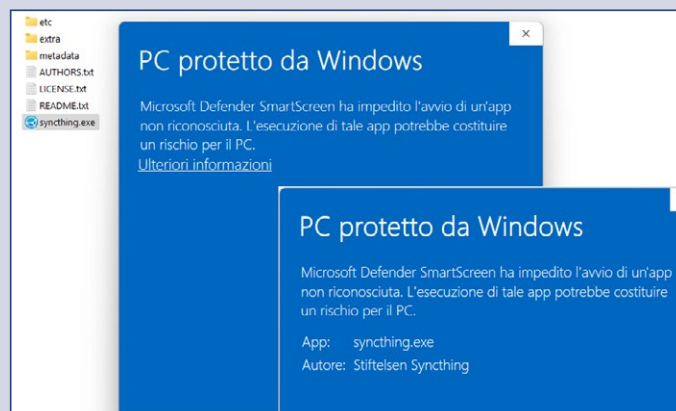 etc
extra
metadata
AUTHORS.txt
LICENSE.txt
README.txt
syncthing.exe
PC protetto da Windows
Microsoft Defender SmartScreen ha impedito l'avvio di un'app
non riconosciuta. L'esecuzione di tale app potrebbe costituire
un rischio per il PC.
Ulteriori informazioni
PC protetto da Windows
Microsoft Defender SmartScreen ha impedito l'avvio di un'app
non riconosciuta. L'esecuzione di tale app potrebbe costituire
un rischio per il PC.
App: syncthing.exe
Autore: Stiftelsen Syncthing